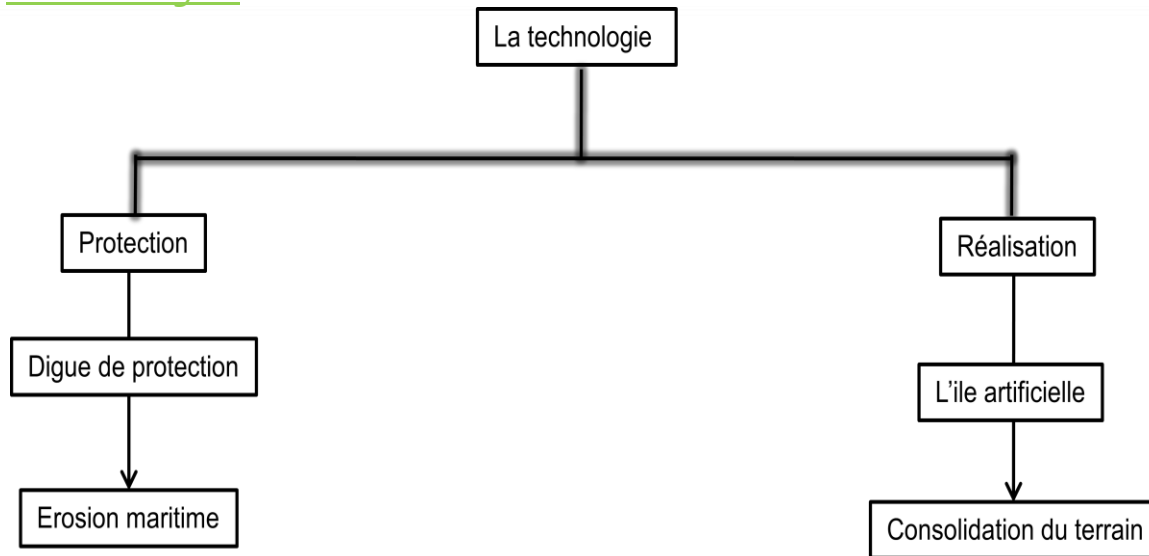 La technologie
Protection
Réalisation
Digue de protection
L'ile artificielle
Erosion maritime
Consolidation du terrain